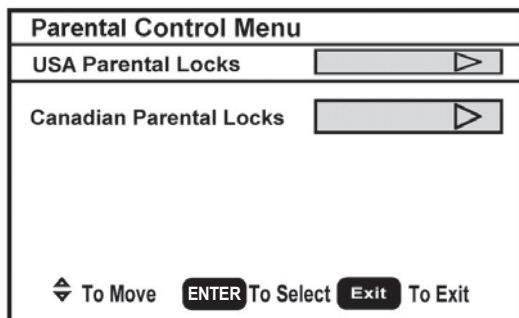 Parental Control Menu
USA Parental Locks
Canadian Parental Locks
To Move ENTER To Select Exit To Exit